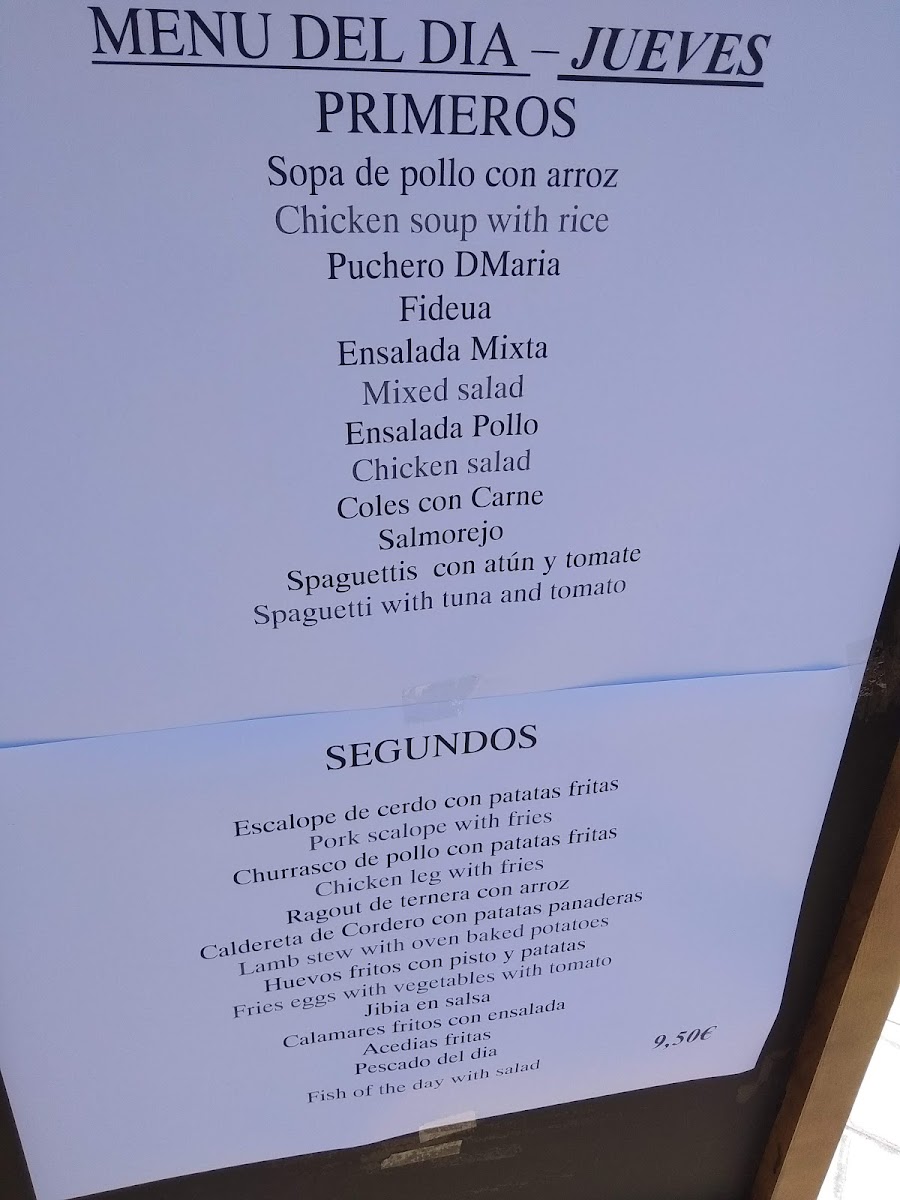 MENU DEL DIA – JUEVES
PRIMEROS
Sopa de pollo con arroz
Chicken soup with rice
Puchero DMaria
Fideua
Ensalada Mixta
Mixed salad
Ensalada Pollo
Chicken salad
Coles con Carne
Salmorejo
Spaguettis con atún y tomate
Spaguetti with tuna and tomato
SEGUNDOS
Escalope de cerdo con patatas fritas
Pork scalope with fries
Churrasco de pollo con patatas fritas
Chicken leg with fries
Ragout de ternera con arroz
Caldereta de Cordero con patatas panaderas
Lamb stew with oven baked potatoes
Huevos fritos con pisto y patatas
Fries eggs with vegetables with tomato
Jibia en salsa
Calamares fritos con ensalada
Acedias fritas
Pescado del dia
Fish of the day with salad
9,50€